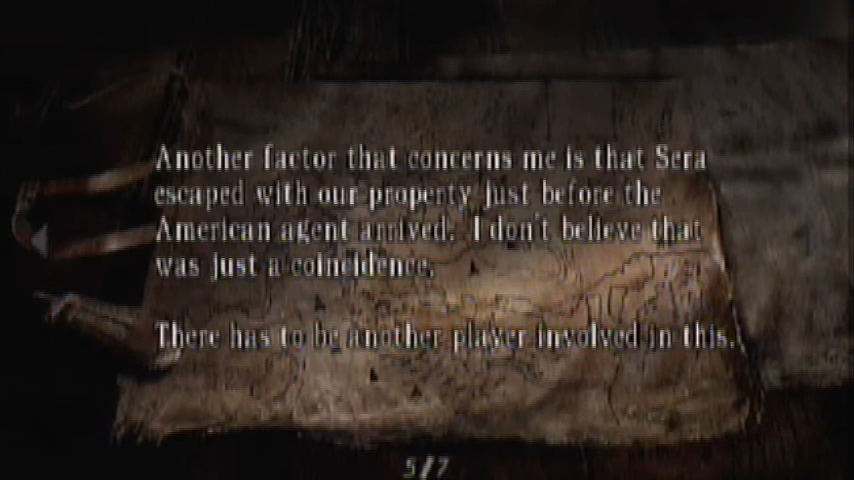 Another factor that concerns me is that Sera
escaped with our property just before the
American agent arrived. I don't believe that
was just a coincidence.
There has to be another player involved in this.
5/7